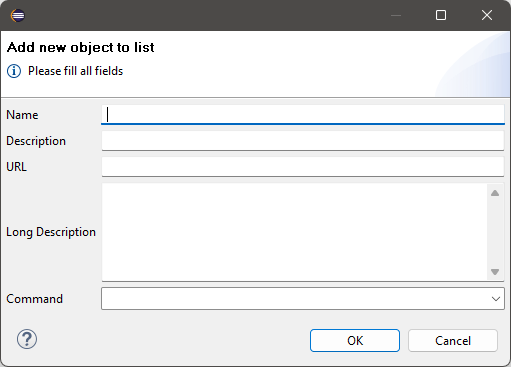 Add new object to list
Please fill all fields
Name
Description
URL
Long Description
Command
OK
Cancel